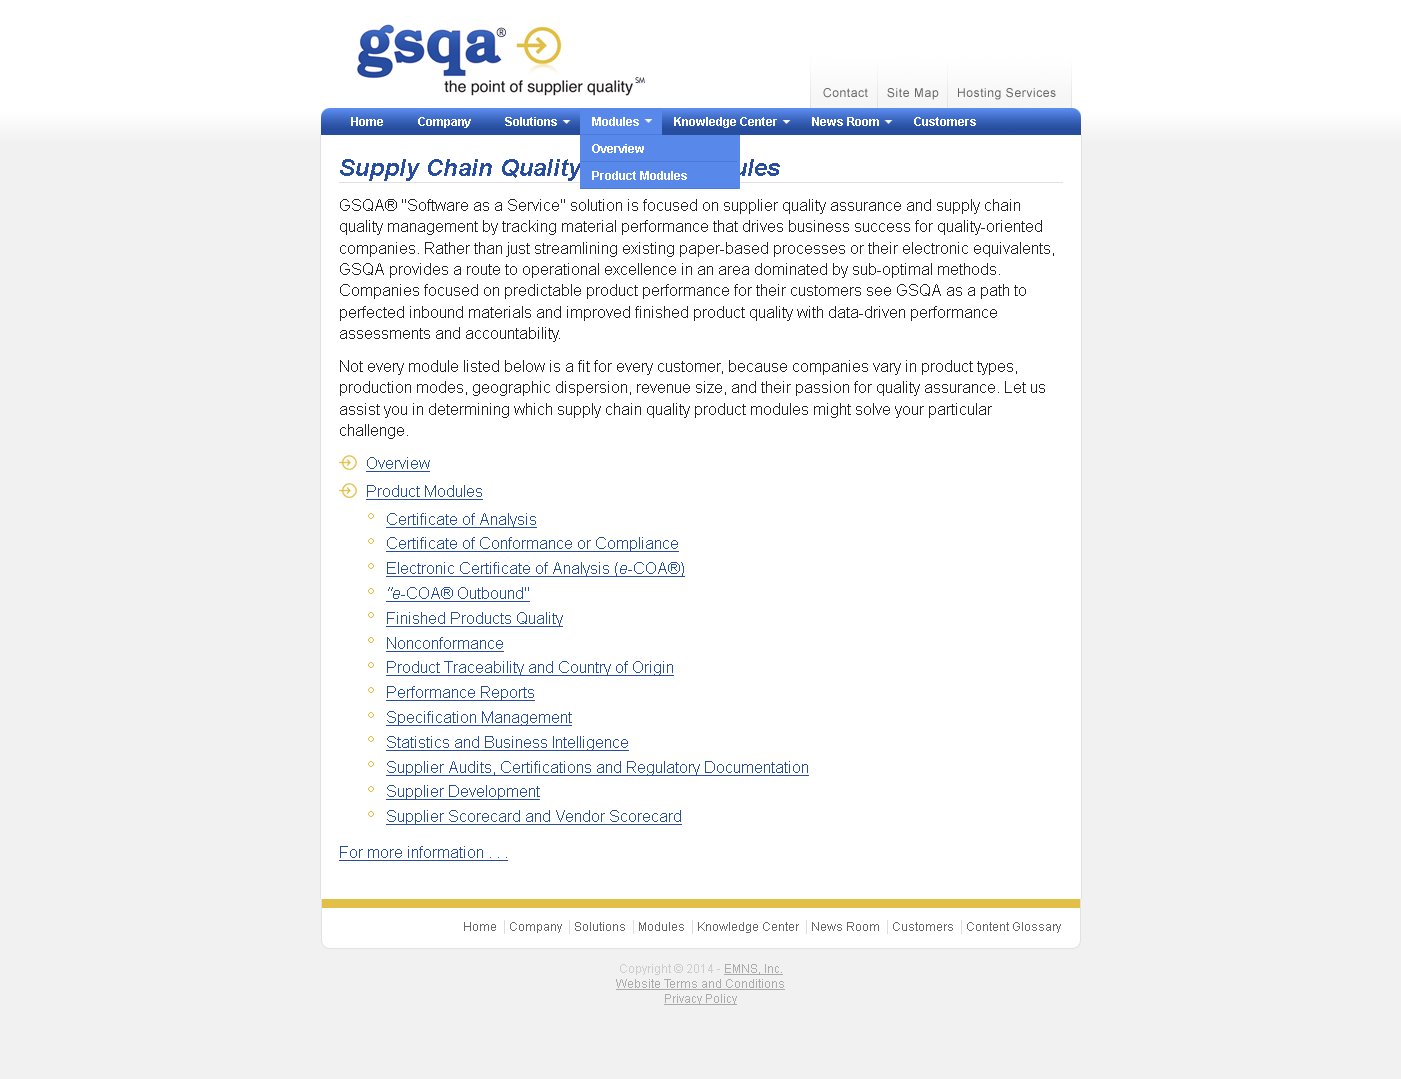 gsqa®
the point of supplier quality℠
Contact
Site Map
Hosting Services
Home
Company
Solutions
Modules
Knowledge Center
News Room
Customers
Overview
Product Modules
Supply Chain Quality ules
GSQA® "Software as a Service" solution is focused on supplier quality assurance and supply chain
quality management by tracking material performance that drives business success for quality-oriented
companies. Rather than just streamlining existing paper-based processes or their electronic equivalents,
GSQA provides a route to operational excellence in an area dominated by sub-optimal methods.
Companies focused on predictable product performance for their customers see GSQA as a path to
perfected inbound materials and improved finished product quality with data-driven performance
assessments and accountability.
Not every module listed below is a fit for every customer, because companies vary in product types,
production modes, geographic dispersion, revenue size, and their passion for quality assurance. Let us
assist you in determining which supply chain quality product modules might solve your particular
challenge.
Overview
Product Modules
Certificate of Analysis
Certificate of Conformance or Compliance
Electronic Certificate of Analysis (e-COA®)
"e-COA® Outbound"
Finished Products Quality
Nonconformance
Product Traceability and Country of Origin
Performance Reports
Specification Management
Statistics and Business Intelligence
Supplier Audits, Certifications and Regulatory Documentation
Supplier Development
Supplier Scorecard and Vendor Scorecard
For more information . . .
Home
Company
Solutions
Modules
Knowledge Center
News Room
Customers
Content Glossary
Copyright © 2014 - EMNS, Inc.
Website Terms and Conditions
Privacy Policy